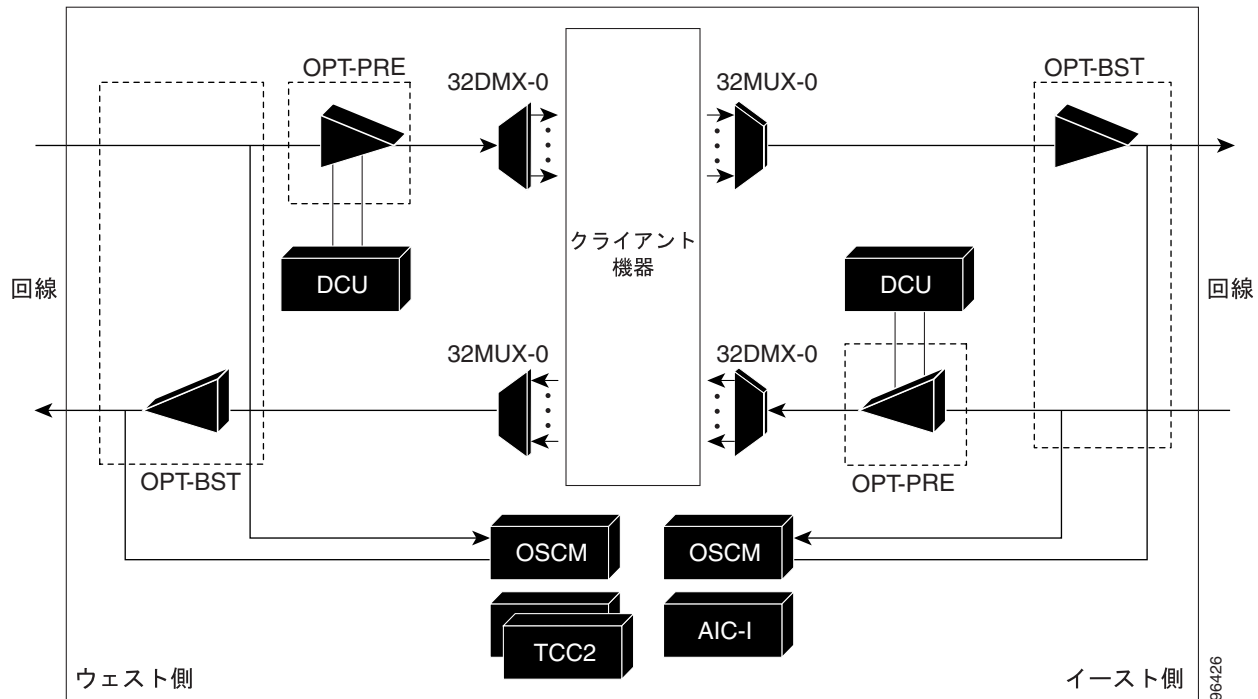 OPT-PRE
32DMX-0
32MUX-0
OPT-BST
クライアント
機器
DCU
DCU
回線
回線
32MUX-0
32DMX-0
OPT-BST
OPT-PRE
OSCM
OSCM
TCC2
AIC-I
ウェスト側
イースト側
96426